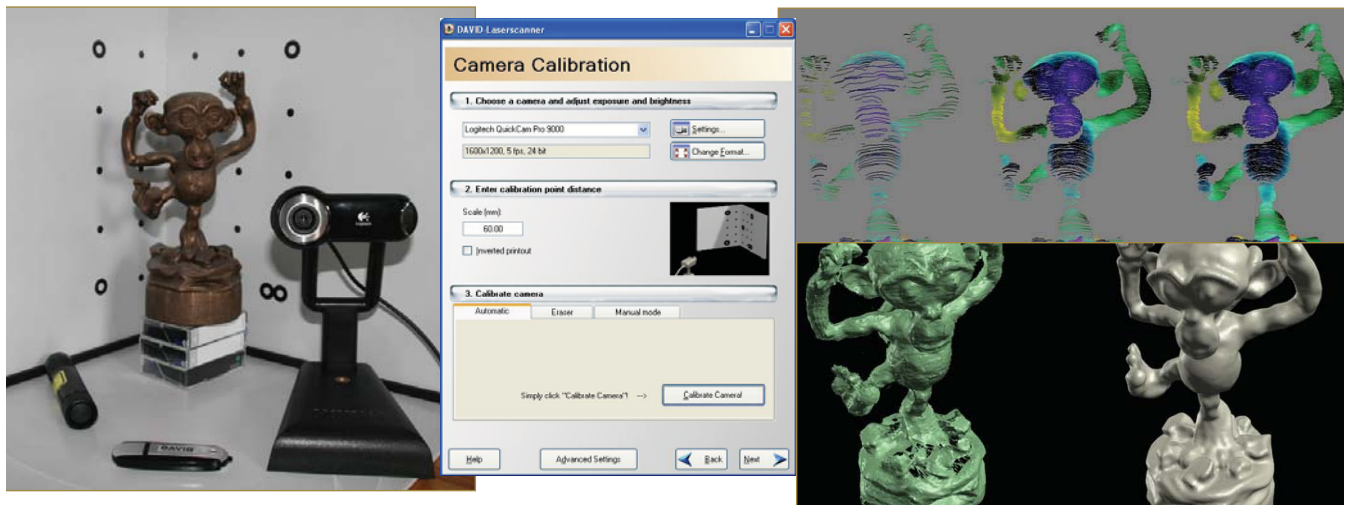 DAVID-Laserscanner
Camera Calibration
1. Choose a camera and adjust exposure and brightness
Logitech QuickCam Pro 9000
Settings...
1600x1200, 5 fps, 24 bit
Change Format...
2. Enter calibration point distance
Scale (mm):
60.00
Inverted printout
3. Calibrate camera
Automatic
Eraser
Manual mode
Simply click "Calibrate Camera"! -->
Calibrate Camera!
Help
Advanced Settings
Back
Next
Logitech
DAVID